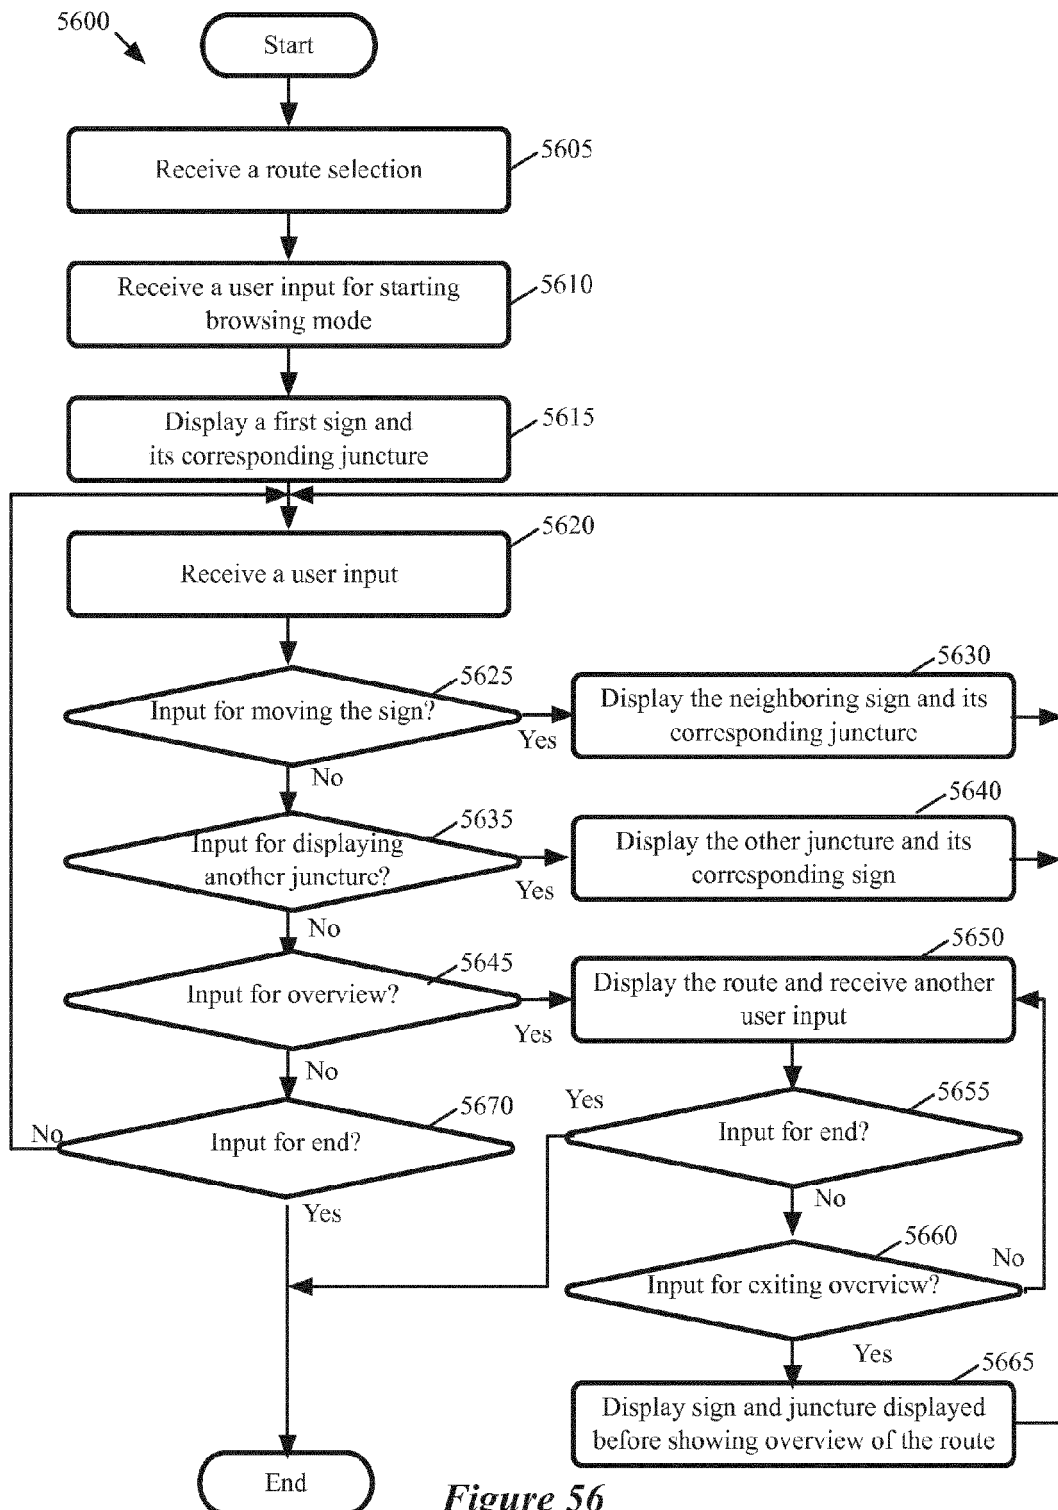 5600
Start
5605
Receive a route selection
5610
Receive a user input for starting
browsing mode
5615
Display a first sign and
its corresponding juncture
5620
Receive a user input
5625
Input for moving the sign?
Yes
No
5630
Display the neighboring sign and its
corresponding juncture
5635
Input for displaying
another juncture?
Yes
No
5640
Display the other juncture and its
corresponding sign
5645
Input for overview?
Yes
No
5650
Display the route and receive another
user input
5670
Input for end?
No
Yes
5655
Input for end?
Yes
No
5660
Input for exiting overview?
No
Yes
5665
Display sign and juncture displayed
before showing overview of the route
End
Figure 56